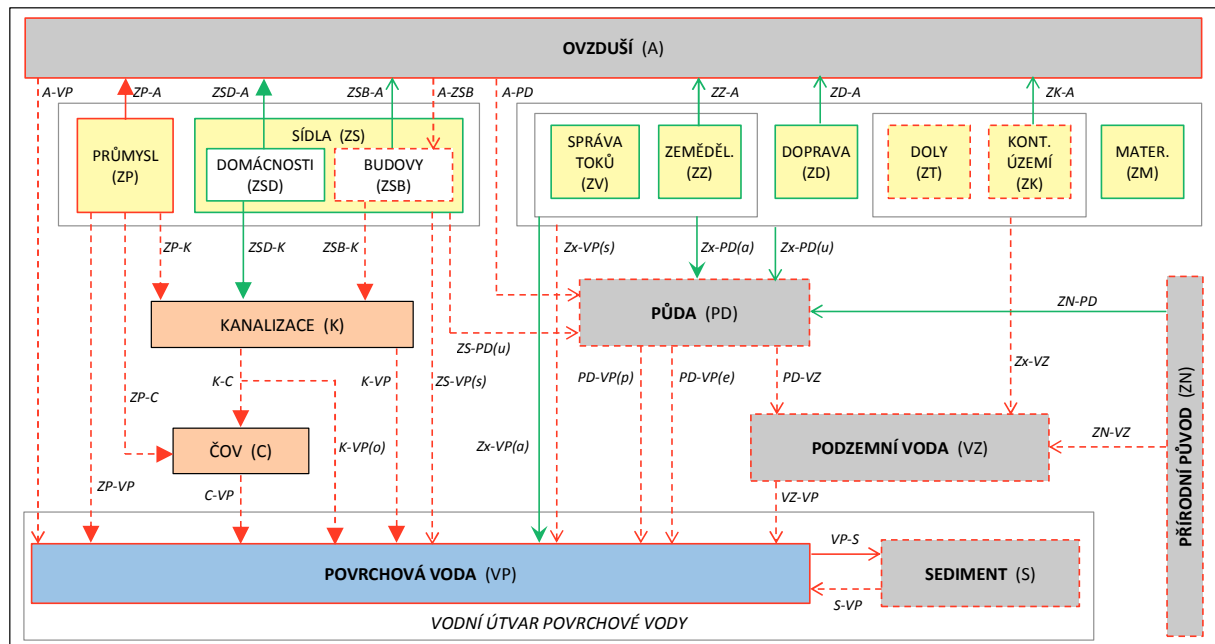 OVZDUŠÍ (A)
A-VP
ZP-A
ZSD-A
ZSB-A
A-ZSB
A-PD
ZZ-A
ZD-A
ZK-A
PRŮMYSL
(ZP)
SÍDLA (ZS)
DOMÁCNOSTI
(ZSD)
BUDOVY
(ZSB)
SPRÁVA
TOKŮ
(ZV)
ZEMĚDĚL.
(ZZ)
DOPRAVA
(ZD)
DOLY
(ZT)
KONT.
ÚZEMÍ
(ZK)
MATER.
(ZM)
ZP-K
ZSD-K
ZSB-K
Zx-VP(s)
Zx-PD(a)
Zx-PD(u)
KANALIZACE (K)
PŮDA (PD)
ZN-PD
ZS-PD(u)
ZP-C
K-C
K-VP
ZS-VP(s)
PD-VP(p)
PD-VP(e)
PD-VZ
Zx-VZ
ČOV (C)
K-VP(o)
Zx-VP(a)
PODZEMNÍ VODA (VZ)
ZN-VZ
PŘÍRODNÍ PŮVOD (ZN)
ZP-VP
C-VP
VZ-VP
POVRCHOVÁ VODA (VP)
VP-S
SEDIMENT (S)
S-VP
VODNÍ ÚTVAR POVRCHOVÉ VODY